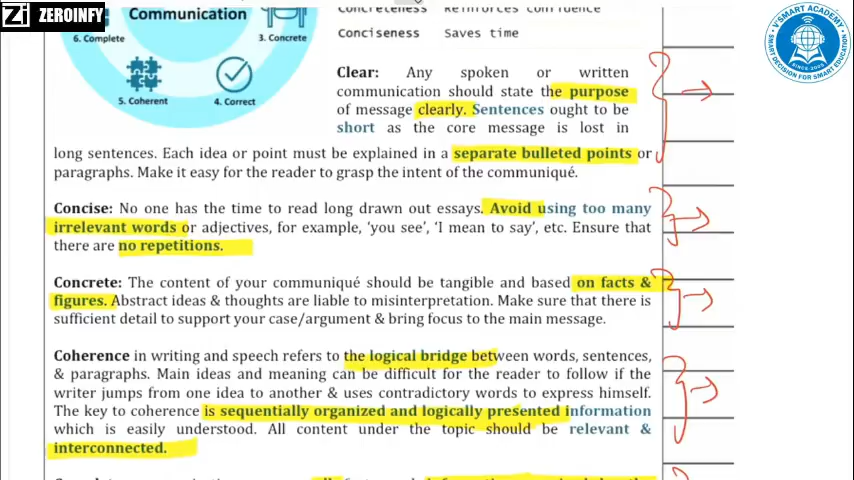 Zi ZEROINFY
Communication
6. Complete
3. Concrete
5. Coherent
4. Correct
Concreteness Reinforces confidence
Conciseness Saves time
V'SMART ACADEMY
SINCE-2005
SMART DECISION FOR SMART EDUCATION
Clear: Any spoken or written
communication should state the purpose
of message clearly. Sentences ought to be
short as the core message is lost in
long sentences. Each idea or point must be explained in a separate bulleted points or
paragraphs. Make it easy for the reader to grasp the intent of the communiqué.
Concise: No one has the time to read long drawn out essays. Avoid using too many
irrelevant words or adjectives, for example, 'you see', 'I mean to say', etc. Ensure that
there are no repetitions.
Concrete: The content of your communiqué should be tangible and based on facts &
figures. Abstract ideas & thoughts are liable to misinterpretation. Make sure that there is
sufficient detail to support your case/argument & bring focus to the main message.
Coherence in writing and speech refers to the logical bridge between words, sentences,
& paragraphs. Main ideas and meaning can be difficult for the reader to follow if the
writer jumps from one idea to another & uses contradictory words to express himself.
The key to coherence is sequentially organized and logically presented information
which is easily understood. All content under the topic should be relevant &
interconnected.